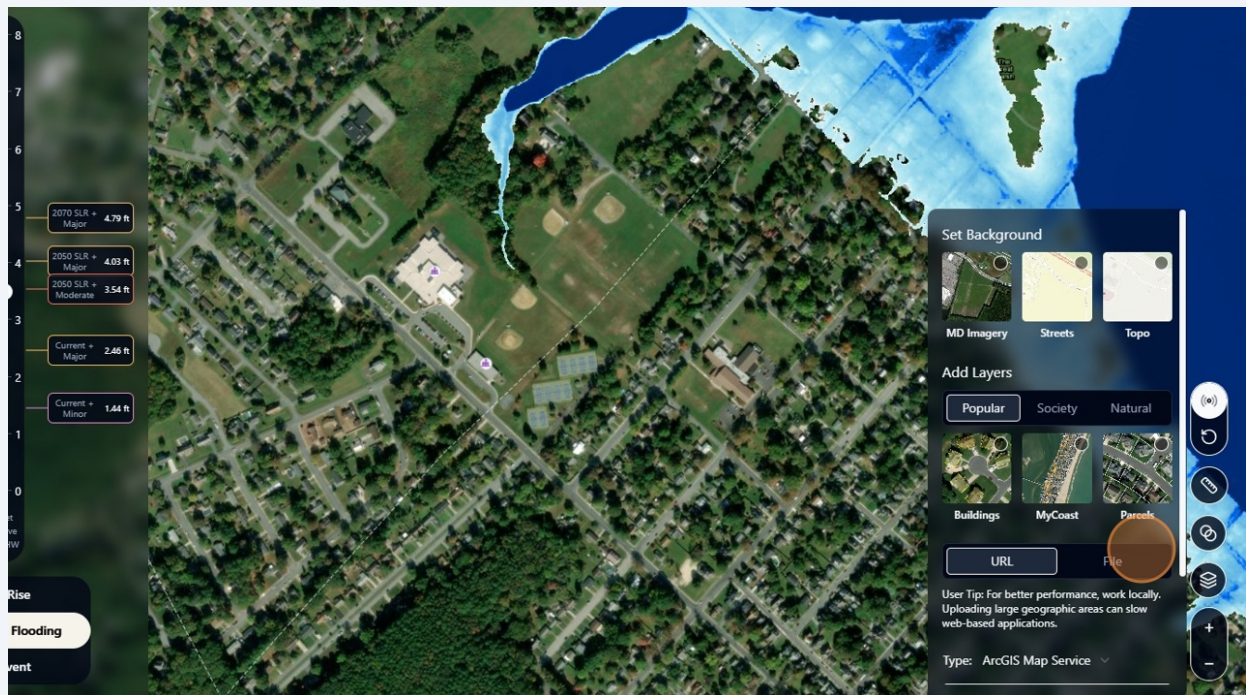 8
7
6
5
2070 SLR +
Major
4.79 ft
4
2050 SLR +
Major
4.03 ft
2050 SLR +
Moderate
3.54 ft
3
Current +
Major
2.46 ft
2
Current +
Minor
1.44 ft
1
0
Rise
Flooding
Set Background
MD Imagery
Streets
Topo
Add Layers
Popular
Society
Natural
Buildings
MyCoast
Parcels
URL
File
User Tip: For better performance, work locally.
Uploading large geographic areas can slow
web-based applications.
Type: ArcGIS Map Service
+
−